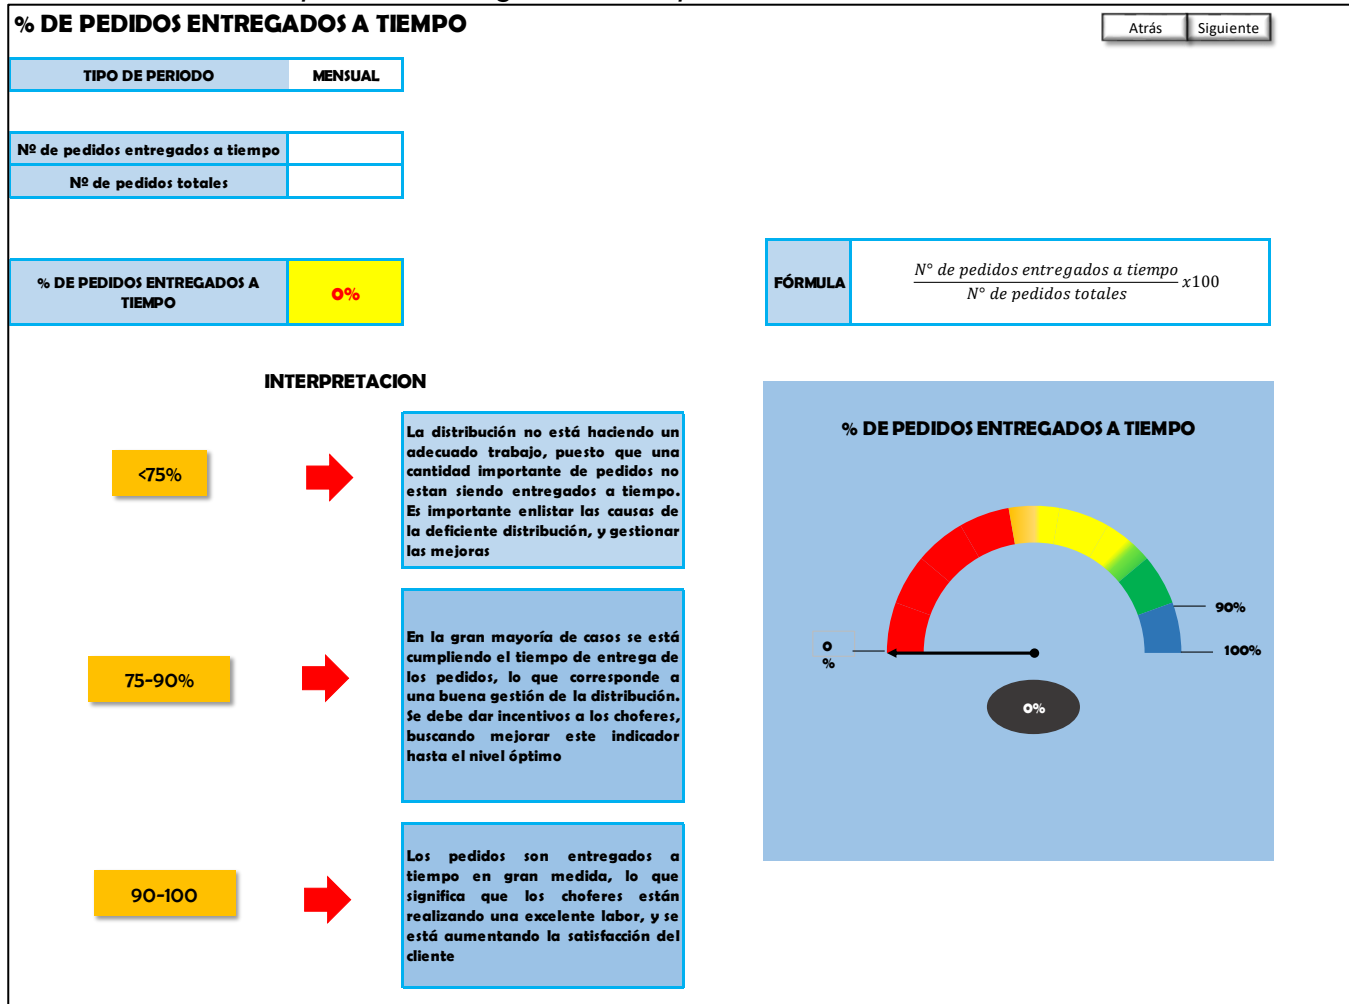 % DE PEDIDOS ENTREGADOS A TIEMPO
Atrás
Siguiente
TIPO DE PERIODO
MENSUAL
Nº de pedidos entregados a tiempo
Nº de pedidos totales
% DE PEDIDOS ENTREGADOS A
TIEMPO
0%
FÓRMULA
N° de pedidos entregados a tiempo
x100
N° de pedidos totales
INTERPRETACION
<75%
La distribución no está haciendo un
adecuado trabajo, puesto que una
cantidad importante de pedidos no
estan siendo entregados a tiempo.
Es importante enlistar las causas de
la deficiente distribución, y gestionar
las mejoras
75-90%
En la gran mayoría de casos se está
cumpliendo el tiempo de entrega de
los pedidos, lo que corresponde a
una buena gestión de la distribución.
Se debe dar incentivos a los choferes,
buscando mejorar este indicador
hasta el nivel óptimo
90-100
Los pedidos son entregados a
tiempo en gran medida, lo que
significa que los choferes están
realizando una excelente labor, y se
está aumentando la satisfacción del
cliente
% DE PEDIDOS ENTREGADOS A TIEMPO
90%
0
%
100%
0%